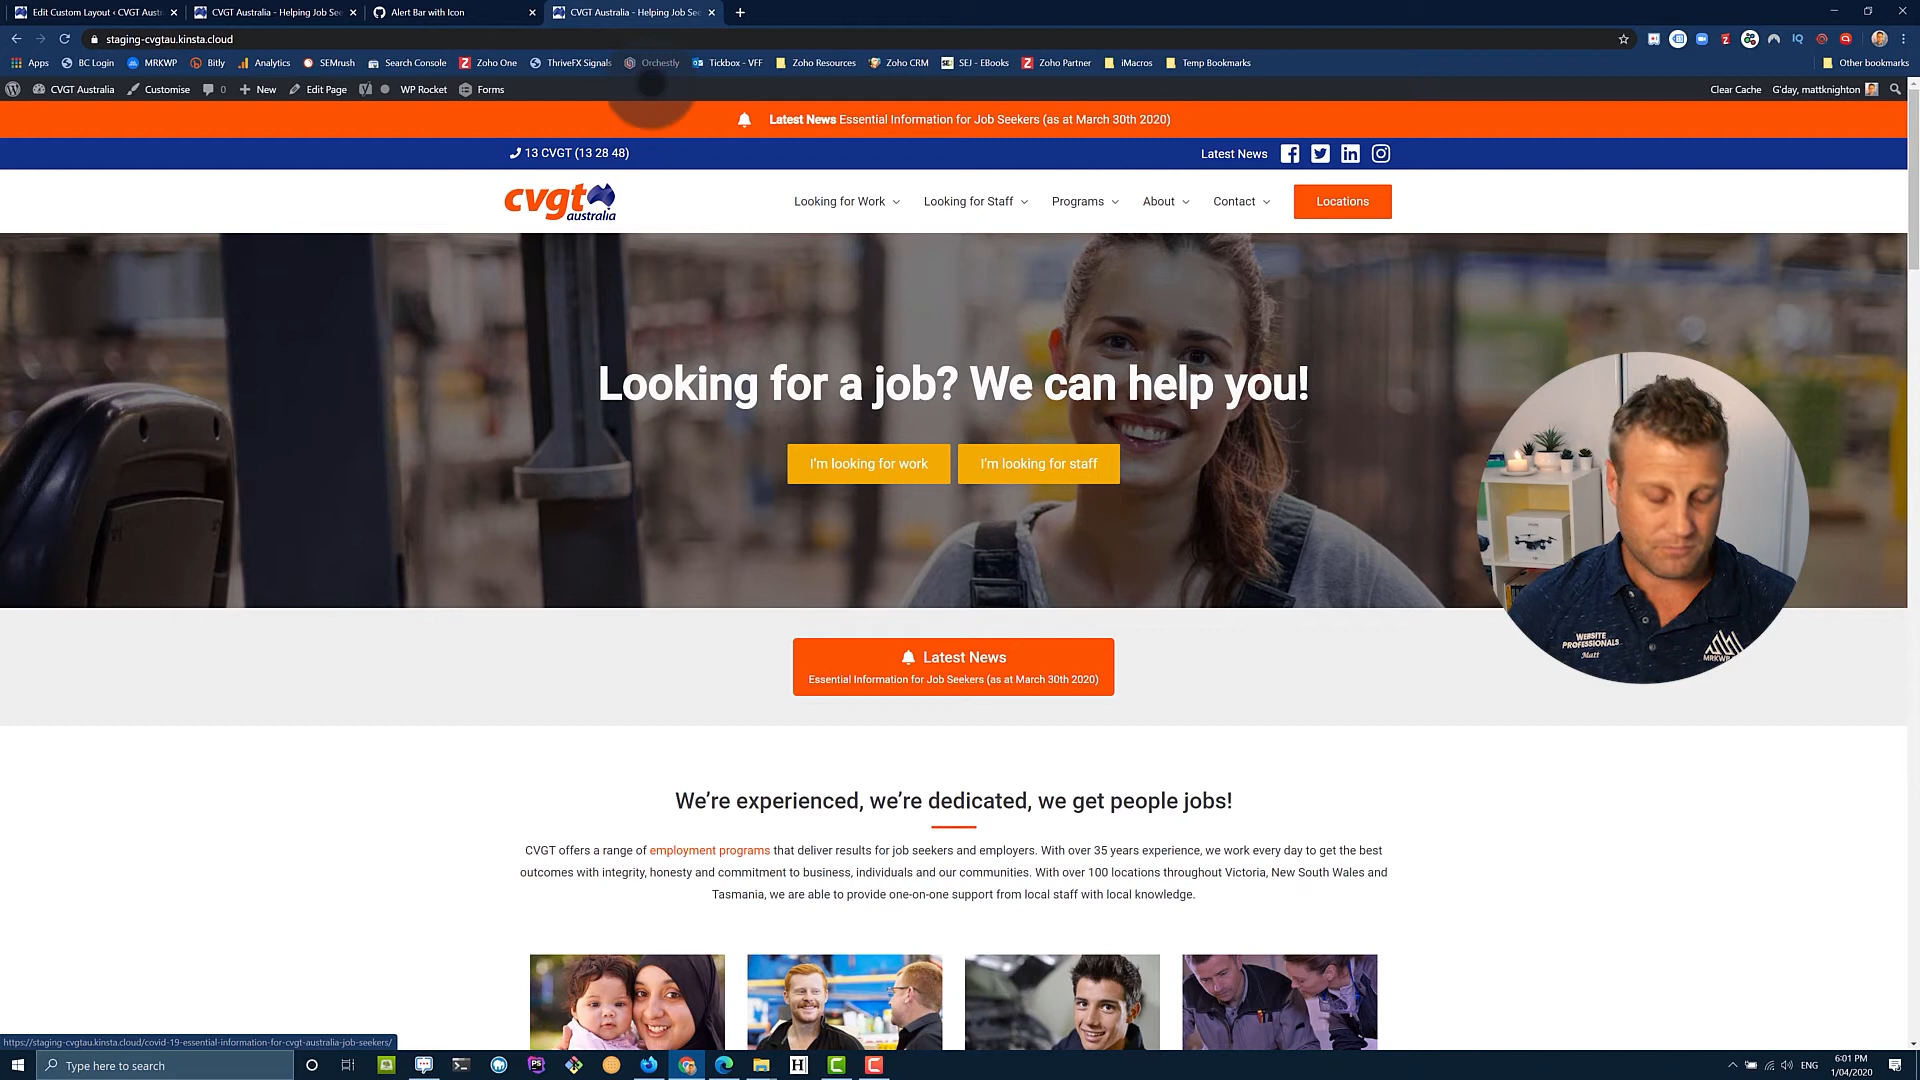 Edit Custom Layout ‹ CVGT Aust
CVGT Australia - Helping Job See
Alert Bar with Icon
CVGT Australia - Helping Job See
staging-cvgtau.kinsta.cloud
Apps
BC Login
MRKWP
Bitly
Analytics
SEMrush
Search Console
Zoho One
ThriveFX Signals
Orchestly
Tickbox - VFF
Zoho Resources
Zoho CRM
SEJ - EBooks
Zoho Partner
iMacros
Temp Bookmarks
Other bookmarks
CVGT Australia
Customise
0
New
Edit Page
WP Rocket
Forms
Clear Cache
G'day, mattknighton
Latest News Essential Information for Job Seekers (as at March 30th 2020)
13 CVGT (13 28 48)
Latest News
cvgt
australia
Looking for Work
Looking for Staff
Programs
About
Contact
Locations
Looking for a job? We can help you!
I'm looking for work
I'm looking for staff
WEBSITE
PROFESSIONALS
Matt
Latest News
Essential Information for Job Seekers (as at March 30th 2020)
We're experienced, we're dedicated, we get people jobs!
CVGT offers a range of employment programs that deliver results for job seekers and employers. With over 35 years experience, we work every day to get the best
outcomes with integrity, honesty and commitment to business, individuals and our communities. With over 100 locations throughout Victoria, New South Wales and
Tasmania, we are able to provide one-on-one support from local staff with local knowledge.
https://staging-cvgtau.kinsta.cloud/covid-19-essential-information-for-cvgt-australia-job-seekers/
Type here to search
ENG
6:01 PM
1/04/2020